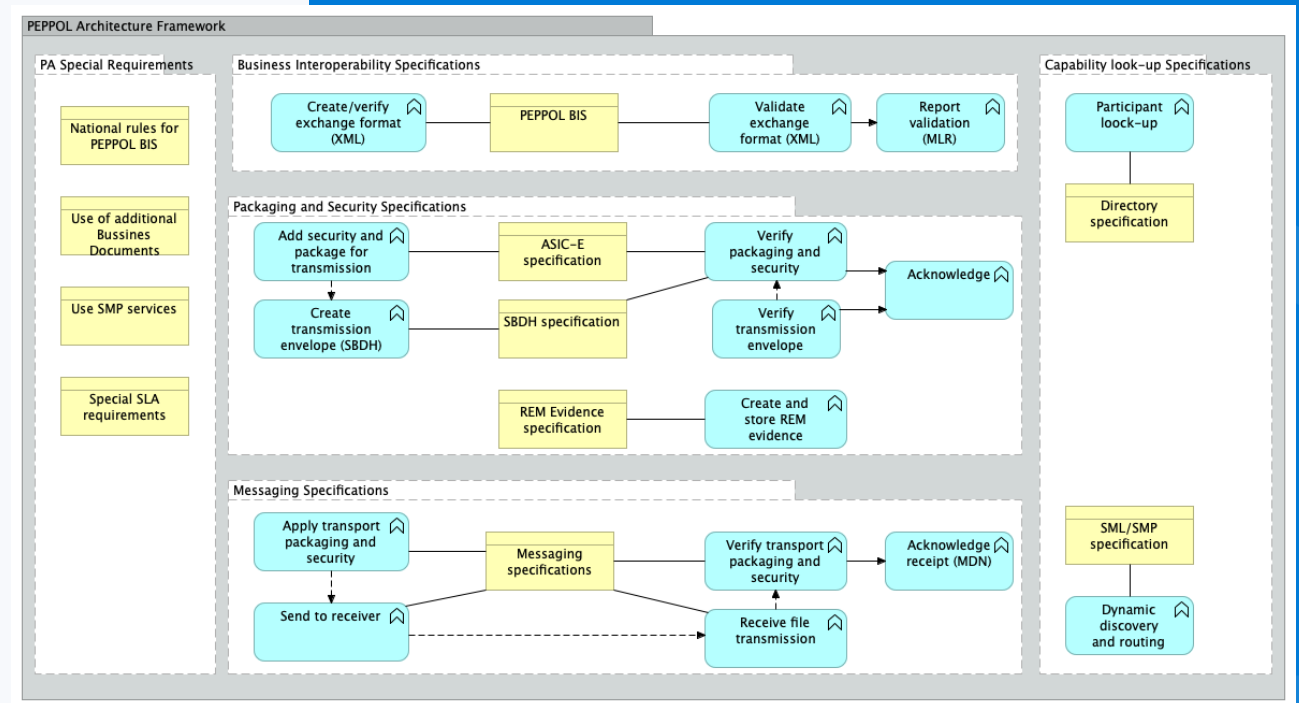 PEPPOL Architecture Framework
PA Special Requirements
National rules for
PEPPOL BIS
Use of additional
Bussines
Documents
Use SMP services
Special SLA
requirements
Business Interoperability Specifications
Create/verify
exchange format
(XML)
PEPPOL BIS
Validate
exchange
format (XML)
Report
validation
(MLR)
Packaging and Security Specifications
Add security and
package for
transmission
ASIC-E
specification
Verify
packaging and
security
Acknowledge
Create
transmission
envelope (SBDH)
SBDH specification
Verify
transmission
envelope
REM Evidence
specification
Create and
store REM
evidence
Messaging Specifications
Apply transport
packaging and
security
Messaging
specifications
Verify transport
packaging and
security
Acknowledge
receipt (MDN)
Send to receiver
Receive file
transmission
Capability look-up Specifications
Participant
loock-up
Directory
specification
SML/SMP
specification
Dynamic
discovery
and routing